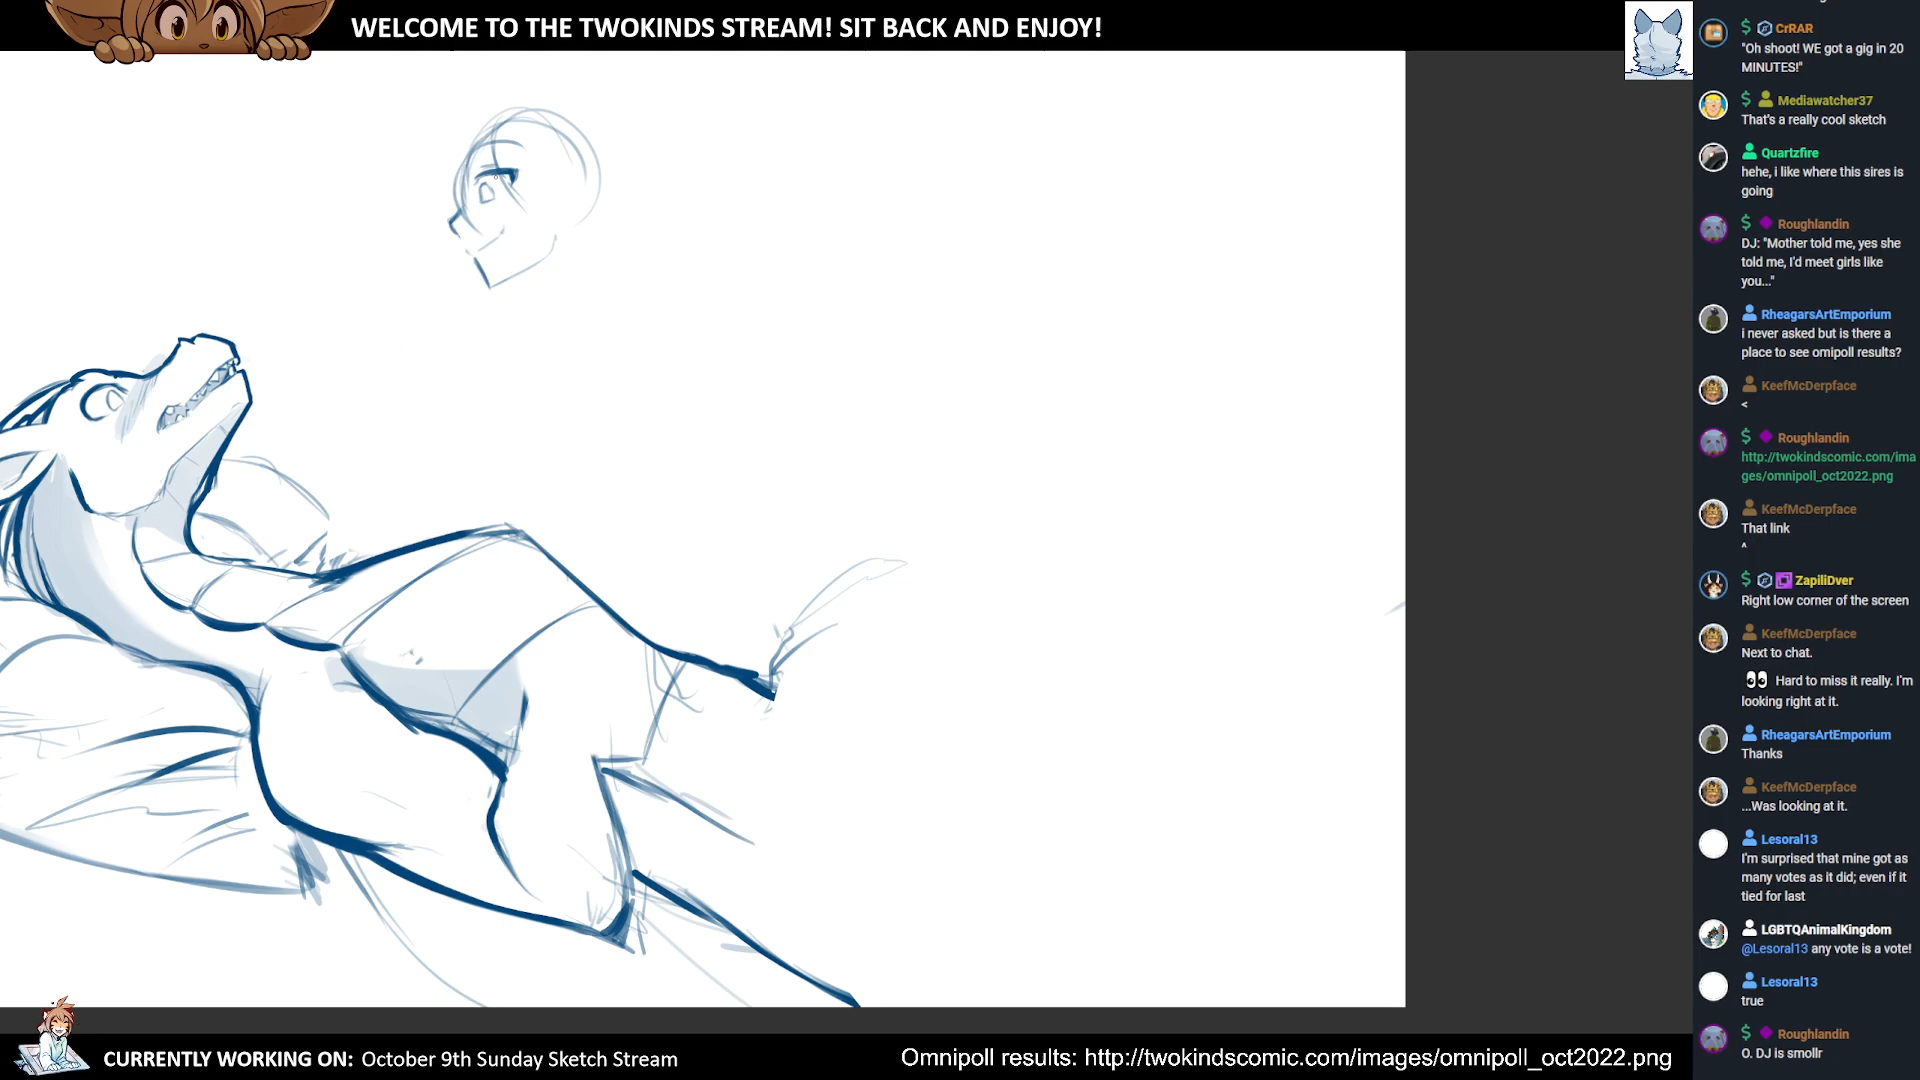 WELCOME TO THE TWOKINDS STREAM! SIT BACK AND ENJOY!
CrRAR
"Oh shoot! WE got a gig in 20
MINUTES!"
Mediawatcher37
That's a really cool sketch
Quartzfire
hehe, i like where this sires is
going
Roughlandin
DJ: "Mother told me, yes she
told me, I'd meet girls like
you..."
RheagarsArtEmporium
i never asked but is there a
place to see omipoll results?
KeefMcDerpface
<
Roughlandin
http://twokindscomic.com/ima
ges/omnipoll_oct2022.png
KeefMcDerpface
That link
^
ZapiliDver
Right low corner of the screen
KeefMcDerpface
Next to chat.
Hard to miss it really. I'm
looking right at it.
RheagarsArtEmporium
Thanks
KeefMcDerpface
...Was looking at it.
Lesoral13
I'm surprised that mine got as
many votes as it did; even if it
tied for last
LGBTQAnimalKingdom
@Lesoral13 any vote is a vote!
Lesoral13
true
Roughlandin
O. DJ is smollr
CURRENTLY WORKING ON: October 9th Sunday Sketch Stream
Omnipoll results: http://twokindscomic.com/images/omnipoll_oct2022.png